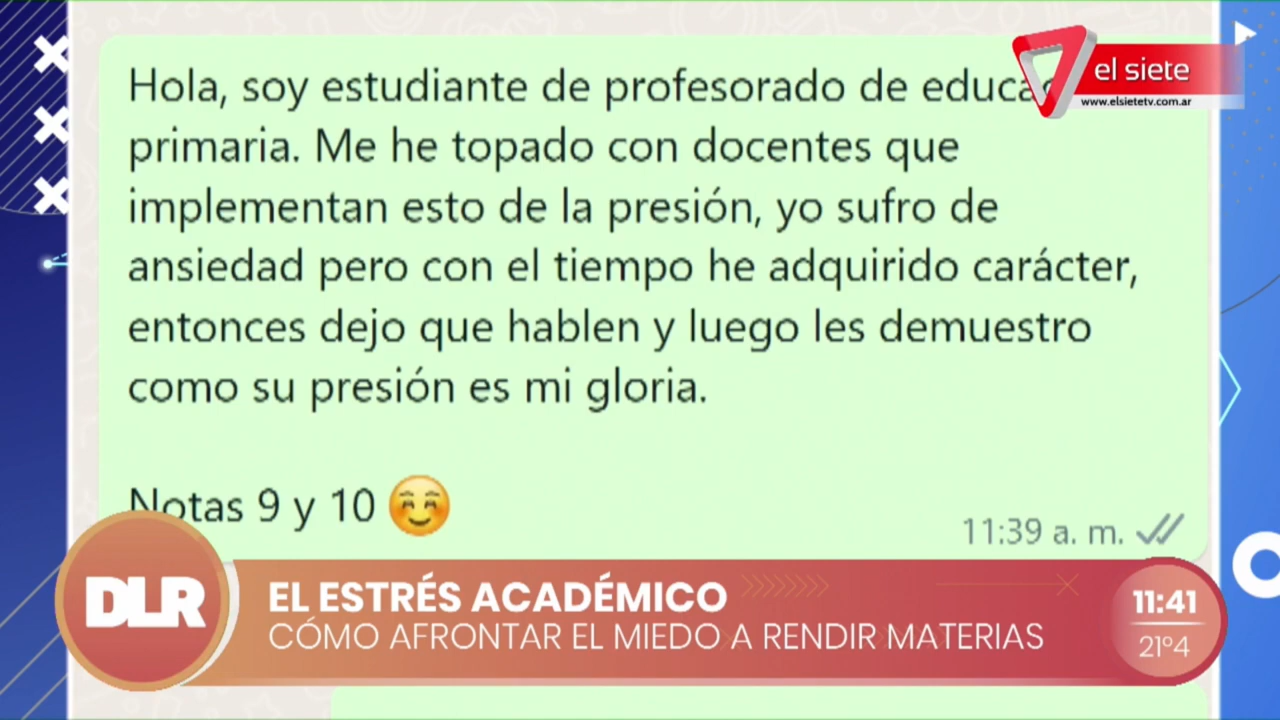 Hola, soy estudiante de profesorado de
primaria. Me he topado con docentes que
implementan esto de la presión, yo sufro de
ansiedad pero con el tiempo he adquirido carácter,
entonces dejo que hablen y luego les demuestro
como su presión es mi gloria.
Notas 9 y 10 ☺️
11:39 a. m.
el siete
www.elsietetv.com.ar
DLR
EL ESTRÉS ACADÉMICO
CÓMO AFRONTAR EL MIEDO A RENDIR MATERIAS
11:41
21º4